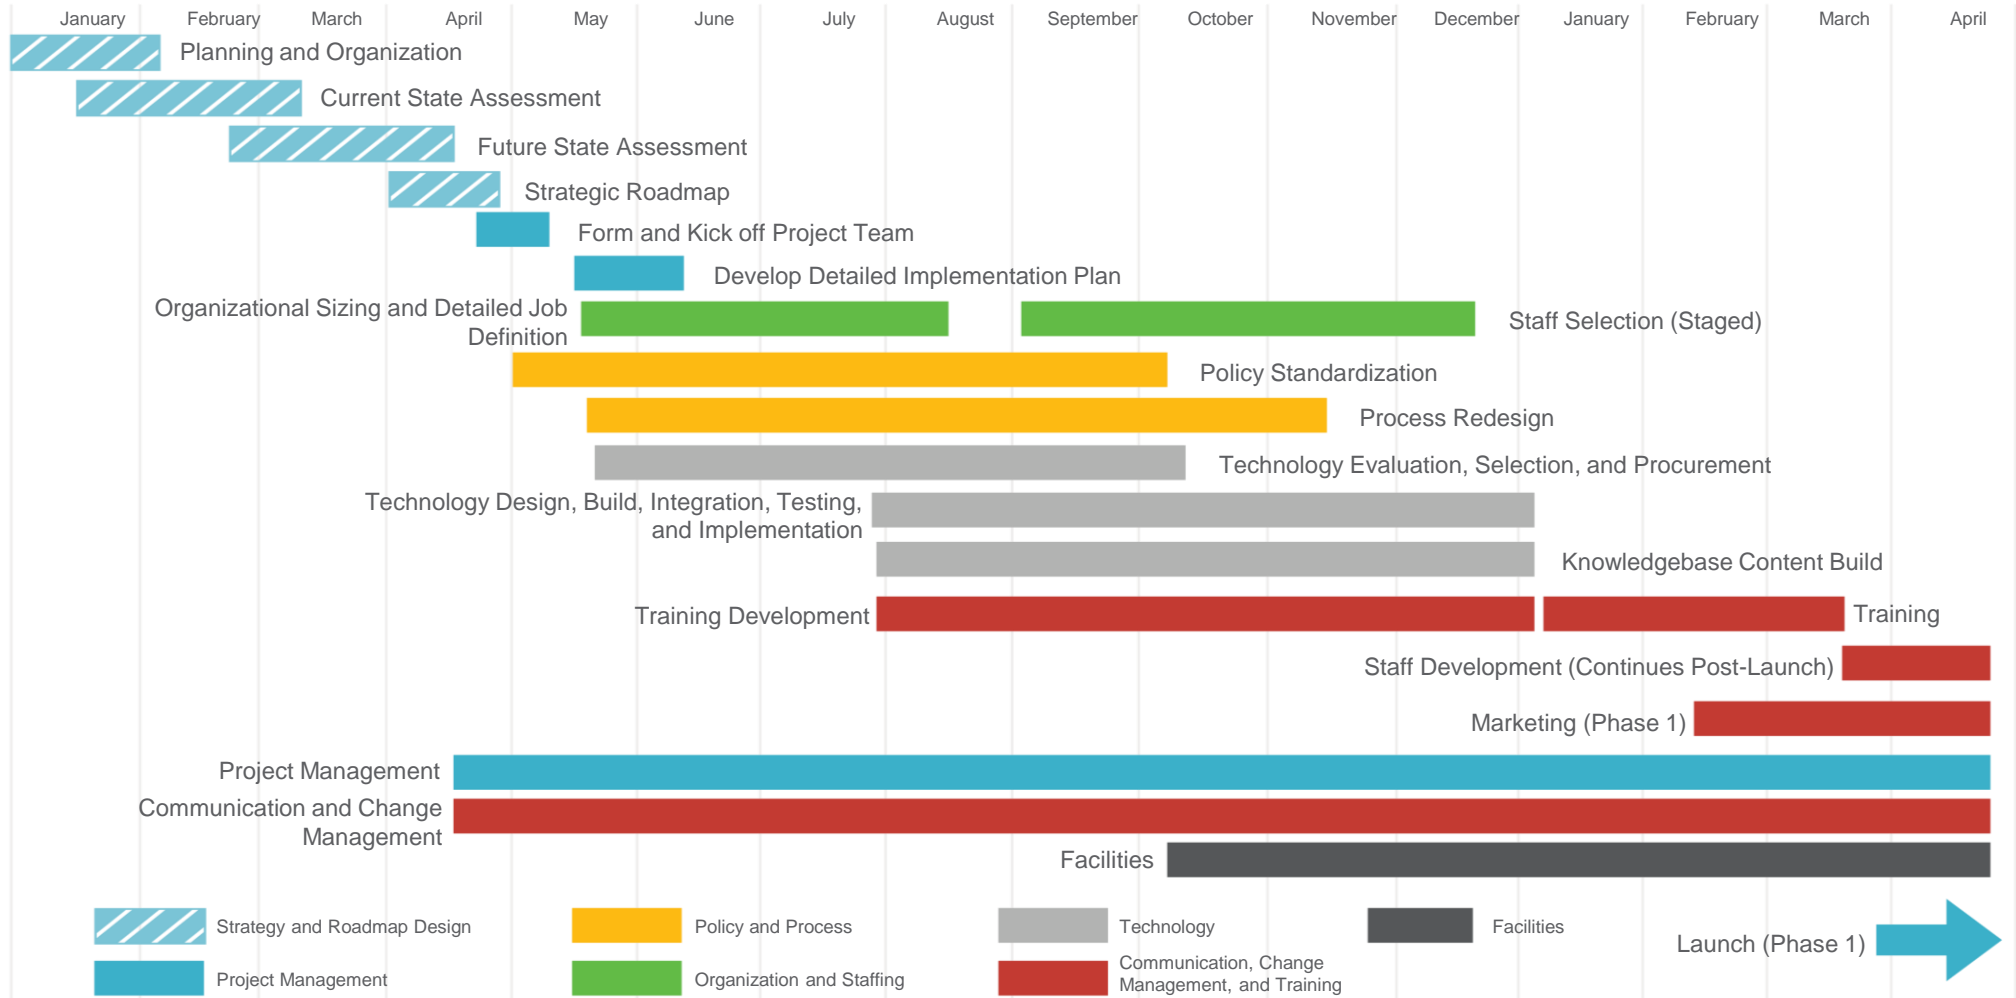 January February March April May June July August September October November December January February March April
Planning and Organization
Current State Assessment
Future State Assessment
Strategic Roadmap
Form and Kick off Project Team
Develop Detailed Implementation Plan
Organizational Sizing and Detailed Job
Definition
Staff Selection (Staged)
Policy Standardization
Process Redesign
Technology Evaluation, Selection, and Procurement
Technology Design, Build, Integration, Testing,
and Implementation
Knowledgebase Content Build
Training Development
Training
Staff Development (Continues Post-Launch)
Marketing (Phase 1)
Project Management
Communication and Change
Management
Facilities
Strategy and Roadmap Design
Policy and Process
Technology
Facilities
Launch (Phase 1)
Project Management
Organization and Staffing
Communication, Change
Management, and Training